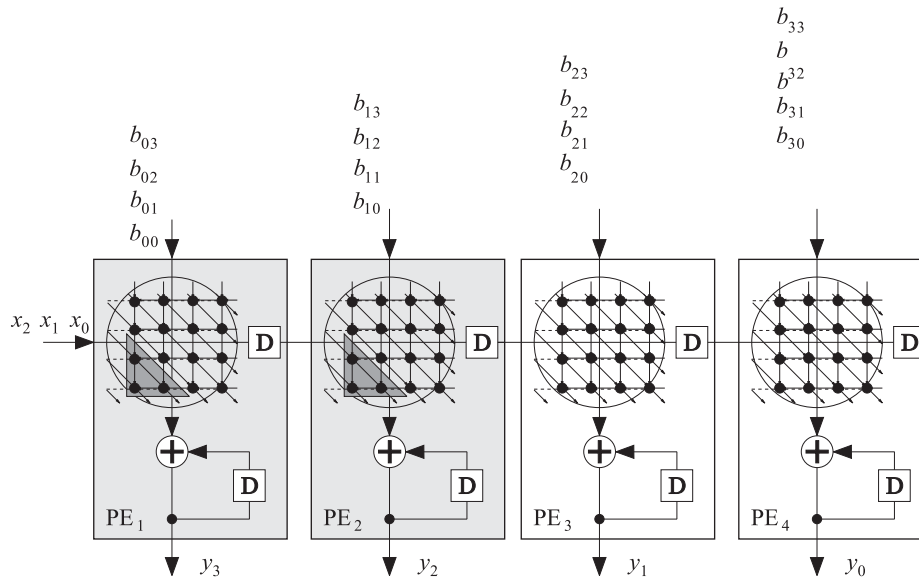 b33
b
b32
b31
b30
b23
b22
b21
b20
b13
b12
b11
b10
b03
b02
b01
b00
x2 x1 x0
D D D D
+ + + +
D D D D
PE1 PE2 PE3 PE4
y3 y2 y1 y0